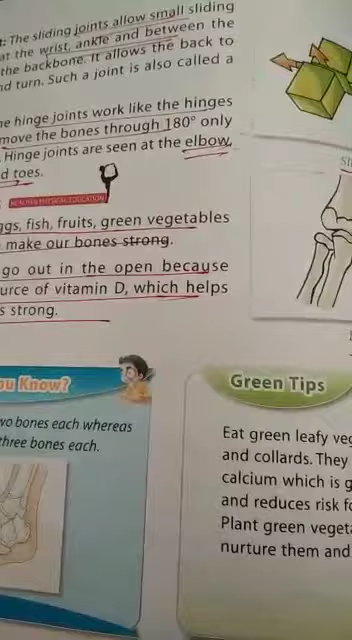 t: The sliding joints allow small sliding
at the wrist, ankle and between the
the backbone. It allows the back to
nd turn. Such a joint is also called a
ne hinge joints work like the hinges
move the bones through 180° only
. Hinge joints are seen at the elbow,
d toes.
HEALTH & PHYSICAL EDUCATION
ggs, fish, fruits, green vegetables
make our bones strong.
go out in the open because
urce of vitamin D, which helps
s strong.
ou Know?
wo bones each whereas
three bones each.
Green Tips
Eat green leafy veg
and collards. They
calcium which is g
and reduces risk fo
Plant green vegeta
nurture them and